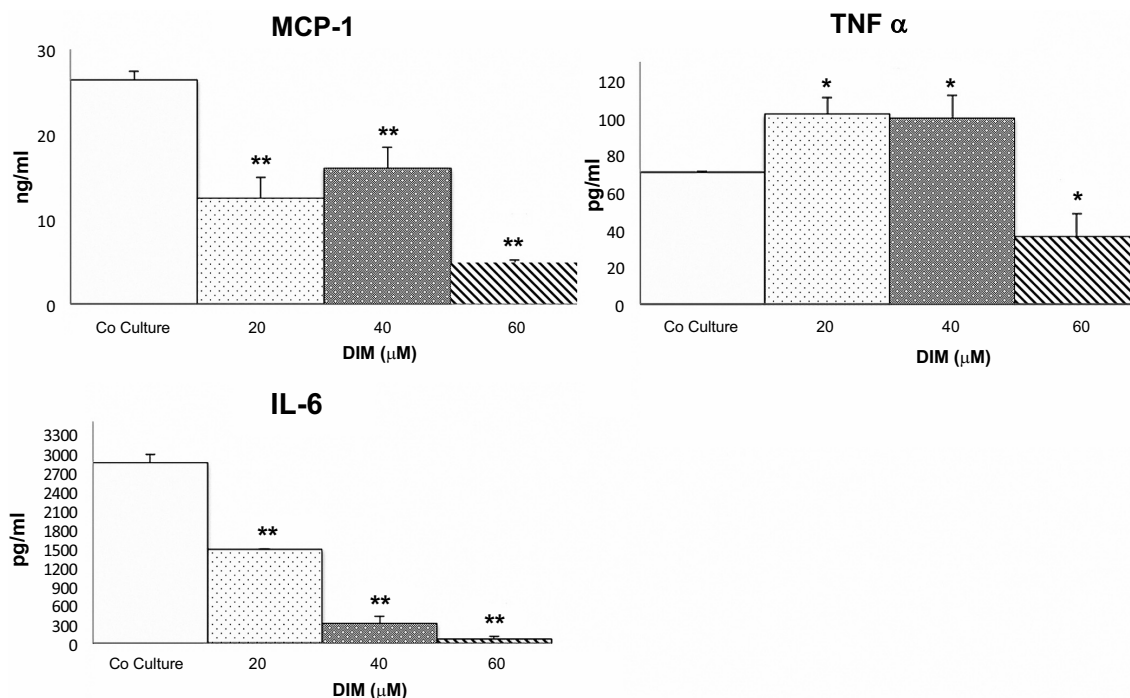 MCP-1
30
20
10
0
ng/ml
**
**
**
Co Culture 20 40 60
DIM (μM)
TNF α
120
100
80
60
40
20
0
pg/ml
*
*
*
Co Culture 20 40 60
DIM (μM)
IL-6
3300
3000
2700
2400
2100
1800
1500
1200
900
600
300
0
pg/ml
**
**
**
Co Culture 20 40 60
DIM (μM)